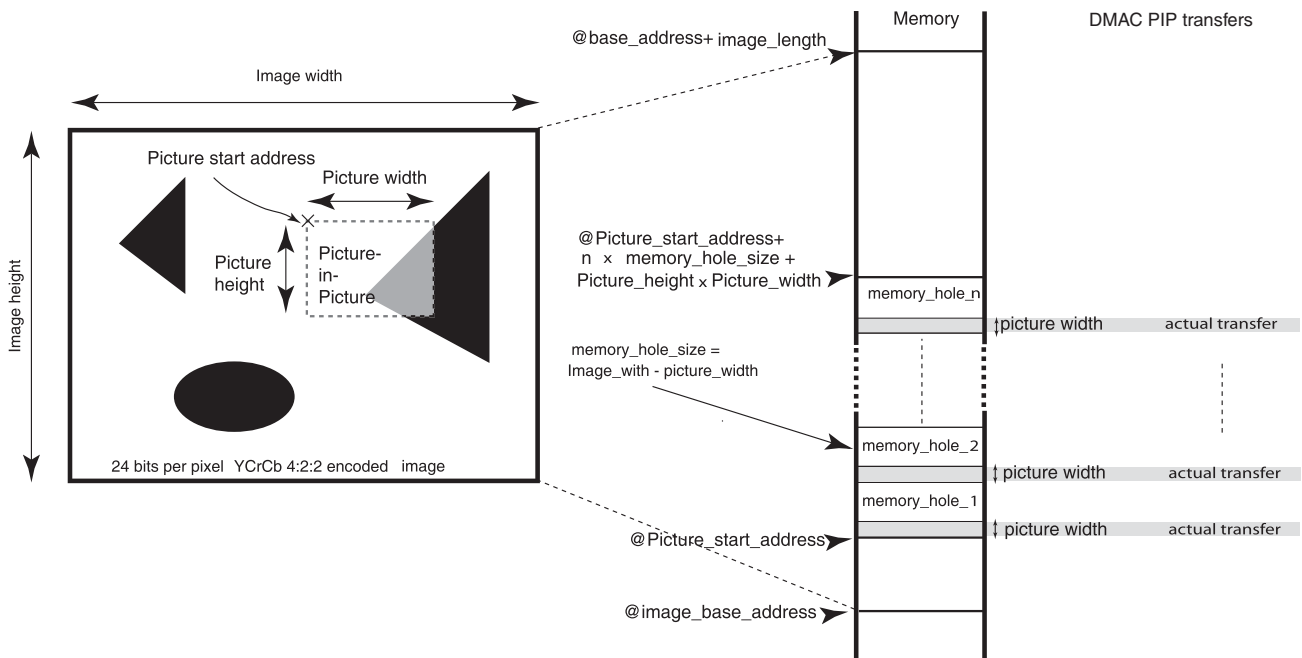 Memory
DMAC PIP transfers
@base_address+ image_length
Image width
Picture start address
Picture width
Picture
height
Picture-
in-
Picture
Image height
24 bits per pixel YCrCb 4:2:2 encoded image
@Picture_start_address+
n x memory_hole_size +
Picture_height x Picture_width
memory_hole_n
picture width
actual transfer
memory_hole_size =
Image_with - picture_width
memory_hole_2
picture width
actual transfer
memory_hole_1
picture width
actual transfer
@Picture_start_address
@image_base_address